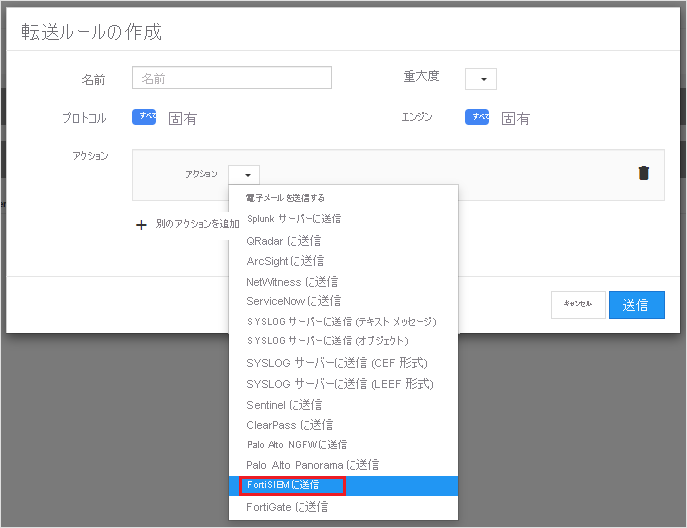 転送ルールの作成
名前 名前 重大度
プロトコル すべて 固有 エンジン すべて 固有
アクション
アクション
別のアクションを追加
電子メールを送信する
Splunk サーバーに送信
QRadar に送信
ArcSight に送信
NetWitness に送信
ServiceNow に送信
SYSLOG サーバーに送信 (テキスト メッセージ)
SYSLOG サーバーに送信 (オブジェクト)
SYSLOG サーバーに送信 (CEF 形式)
SYSLOG サーバーに送信 (LEEF 形式)
Sentinel に送信
ClearPass に送信
Palo Alto NGFW に送信
Palo Alto Panorama に送信
FortiSIEM に送信
FortiGate に送信
キャンセル 送信